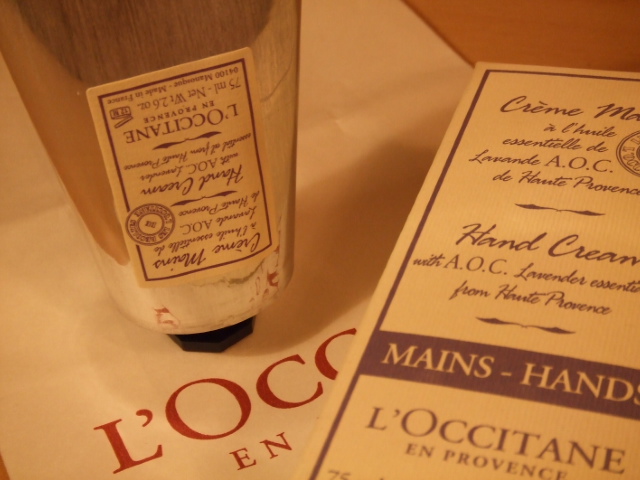 Crème Mains
à l'huile essentielle de
Lavande A.O.C.
de Haute Provence
Hand Cream
with A.O.C. Lavender
essential oil from Haute Provence
L'OCCITANE
EN PROVENCE
75 ml - Net Wt 2.6 oz.
04100 Manosque - Made in France
Crème Ma
à l'huile
essentielle de
Lavande A.O.C.
de Haute Provence
Hand Cream
with A.O.C. Lavender essenti
from Haute Provence
MAINS - HANDS
L'OCCITANE
EN PROVENCE
75
L'OCC
EN